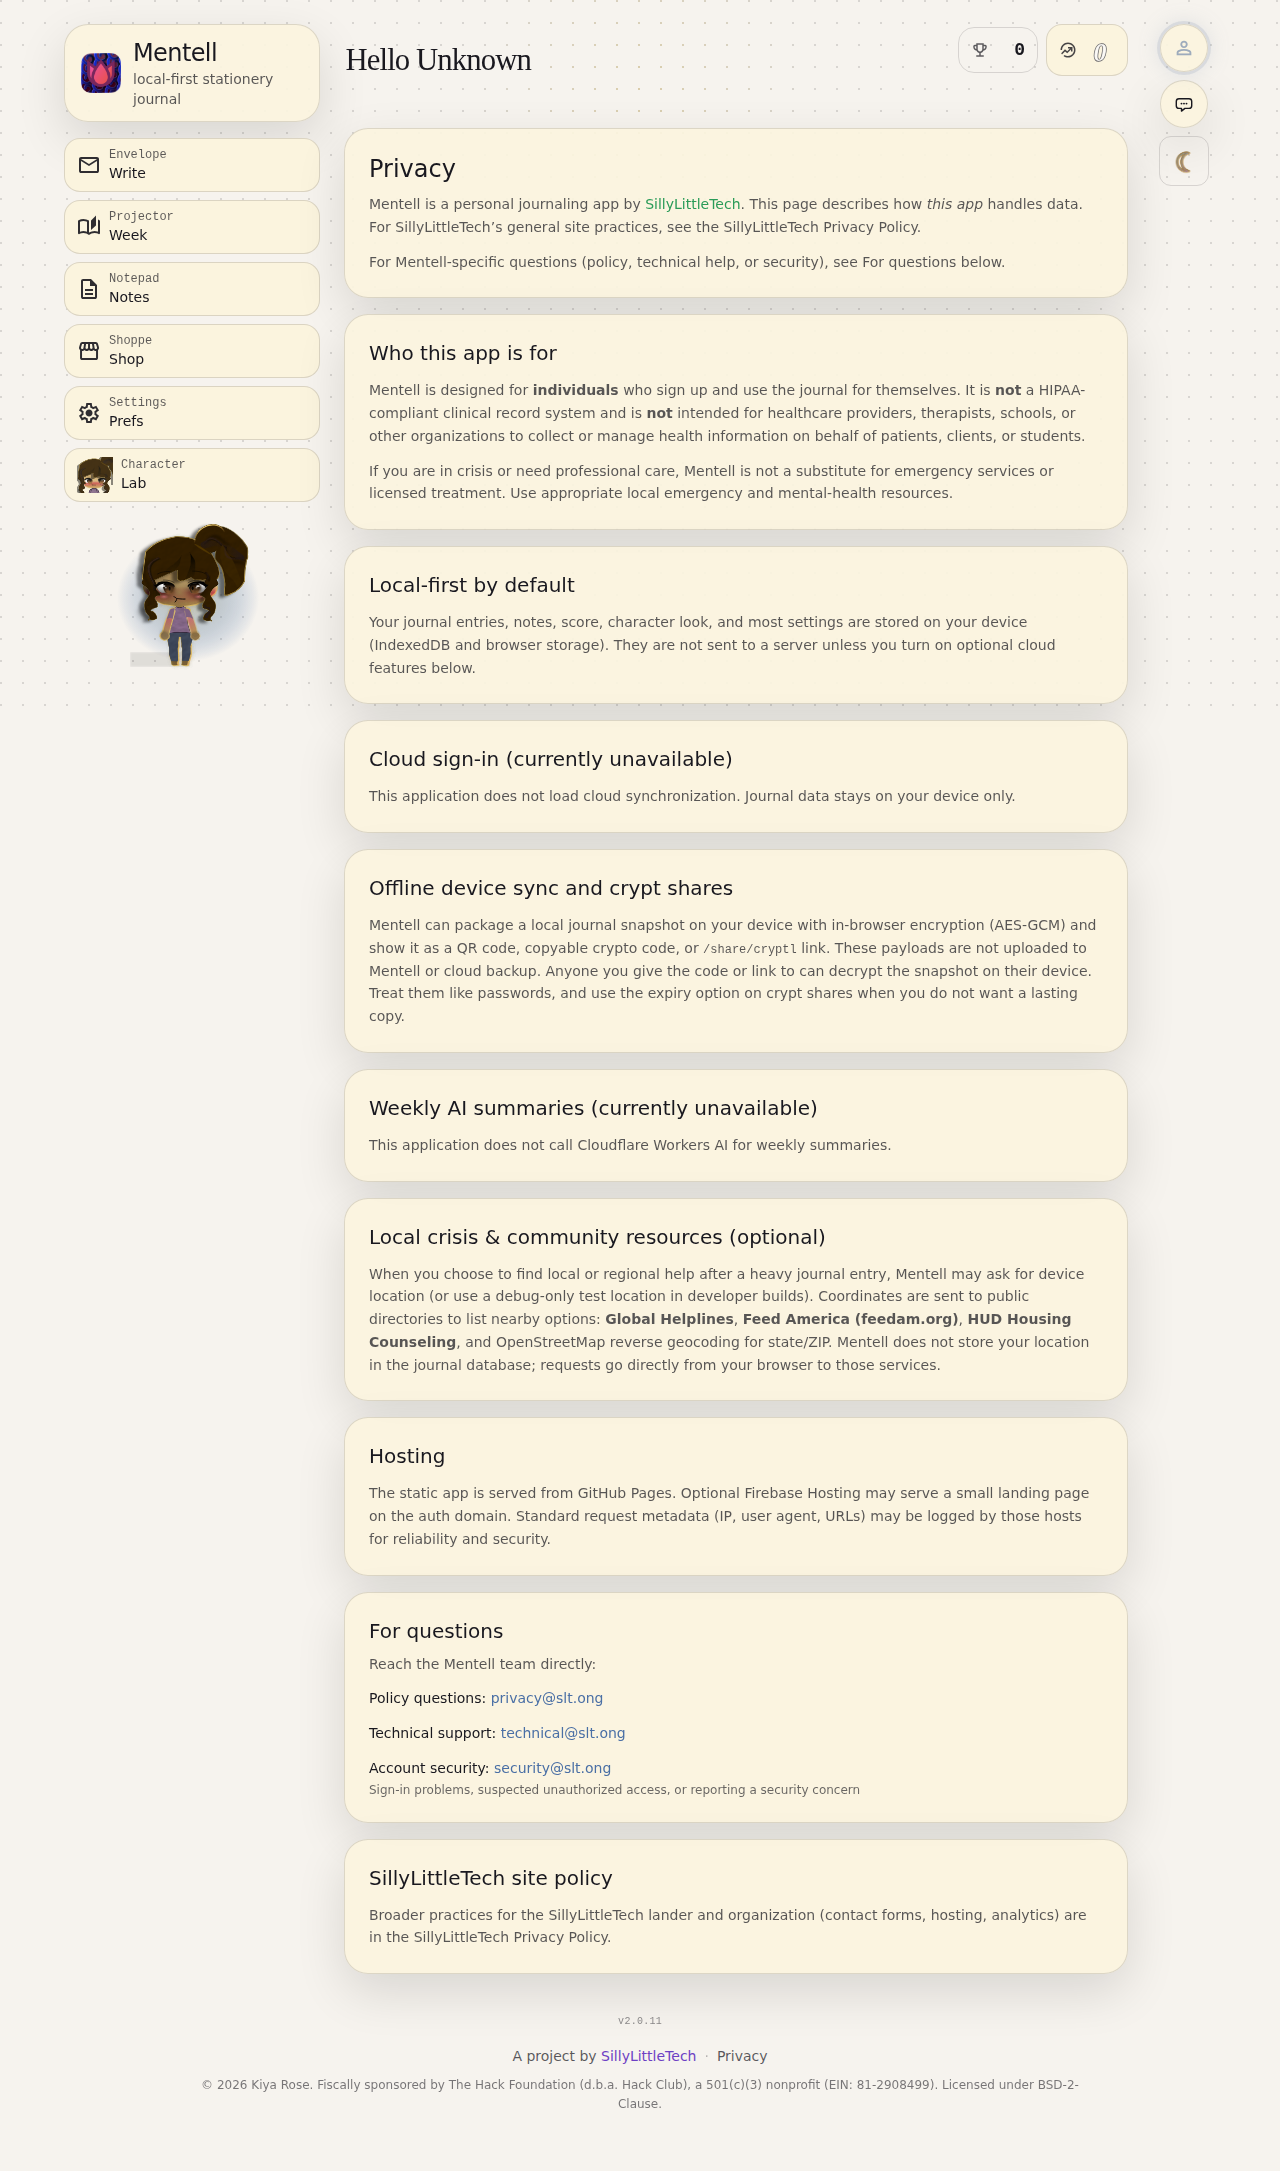 Mentell
local-first stationery
journal
Hello Unknown
0
0
Envelope
Write
Projector
Week
Notepad
Notes
Shoppe
Shop
Settings
Prefs
Character
Lab
Privacy
Mentell is a personal journaling app by SillyLittleTech. This page describes how this app handles data.
For SillyLittleTech’s general site practices, see the SillyLittleTech Privacy Policy.
For Mentell-specific questions (policy, technical help, or security), see For questions below.
Who this app is for
Mentell is designed for individuals who sign up and use the journal for themselves. It is not a HIPAA-
compliant clinical record system and is not intended for healthcare providers, therapists, schools, or
other organizations to collect or manage health information on behalf of patients, clients, or students.
If you are in crisis or need professional care, Mentell is not a substitute for emergency services or
licensed treatment. Use appropriate local emergency and mental-health resources.
Local-first by default
Your journal entries, notes, score, character look, and most settings are stored on your device
(IndexedDB and browser storage). They are not sent to a server unless you turn on optional cloud
features below.
Cloud sign-in (currently unavailable)
This application does not load cloud synchronization. Journal data stays on your device only.
Offline device sync and crypt shares
Mentell can package a local journal snapshot on your device with in-browser encryption (AES-GCM) and
show it as a QR code, copyable crypto code, or /share/cryptl link. These payloads are not uploaded to
Mentell or cloud backup. Anyone you give the code or link to can decrypt the snapshot on their device.
Treat them like passwords, and use the expiry option on crypt shares when you do not want a lasting
copy.
Weekly AI summaries (currently unavailable)
This application does not call Cloudflare Workers AI for weekly summaries.
Local crisis & community resources (optional)
When you choose to find local or regional help after a heavy journal entry, Mentell may ask for device
location (or use a debug-only test location in developer builds). Coordinates are sent to public
directories to list nearby options: Global Helplines, Feed America (feedam.org), HUD Housing
Counseling, and OpenStreetMap reverse geocoding for state/ZIP. Mentell does not store your location
in the journal database; requests go directly from your browser to those services.
Hosting
The static app is served from GitHub Pages. Optional Firebase Hosting may serve a small landing page
on the auth domain. Standard request metadata (IP, user agent, URLs) may be logged by those hosts
for reliability and security.
For questions
Reach the Mentell team directly:
Policy questions: privacy@slt.ong
Technical support: technical@slt.ong
Account security: security@slt.ong
Sign-in problems, suspected unauthorized access, or reporting a security concern
SillyLittleTech site policy
Broader practices for the SillyLittleTech lander and organization (contact forms, hosting, analytics) are
in the SillyLittleTech Privacy Policy.
v2.0.11
A project by SillyLittleTech · Privacy
© 2026 Kiya Rose. Fiscally sponsored by The Hack Foundation (d.b.a. Hack Club), a 501(c)(3) nonprofit (EIN: 81-2908499). Licensed under BSD-2-
Clause.